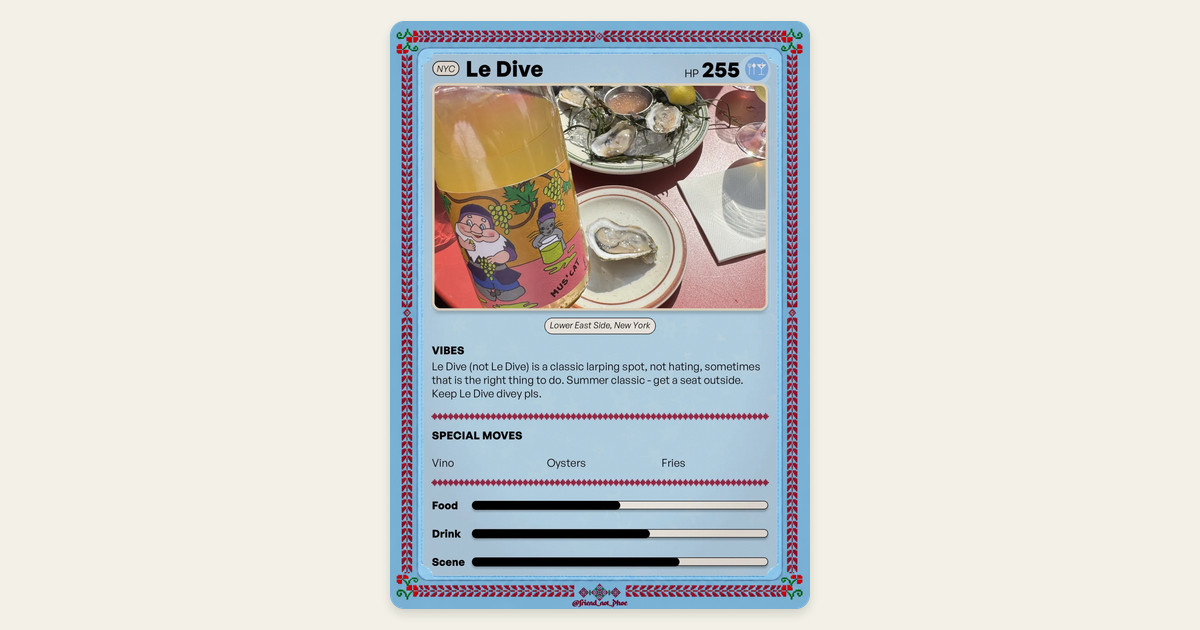 NYC Le Dive HP 255
MUS'CAT
Lower East Side, New York
VIBES
Le Dive (not Le Dive) is a classic larping spot, not hating, sometimes
that is the right thing to do. Summer classic - get a seat outside.
Keep Le Dive divey pls.
SPECIAL MOVES
Vino Oysters Fries
Food
Drink
Scene
@friend_not_phoe